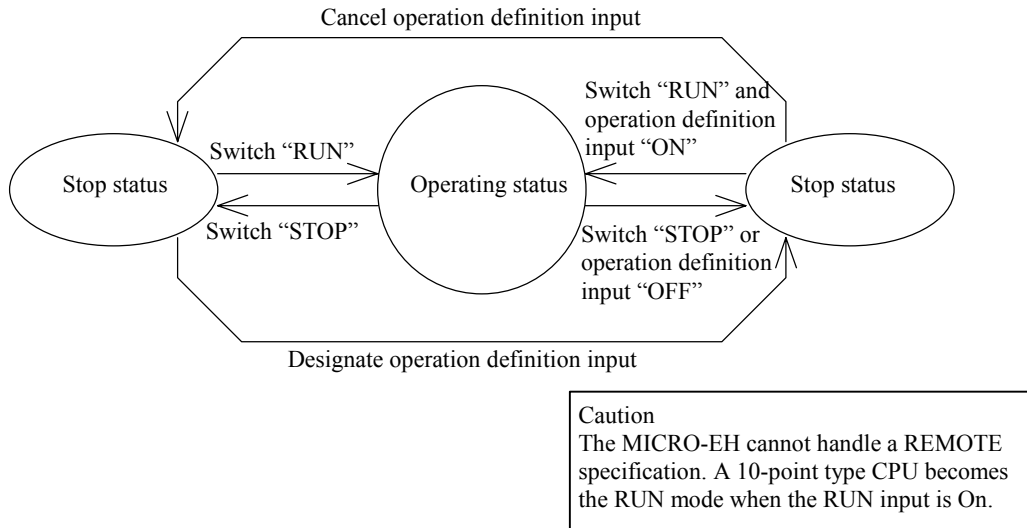 Cancel operation definition input
Switch “RUN” and
operation definition
input “ON”
Switch “RUN”
Stop status
Operating status
Stop status
Switch “STOP”
Switch “STOP” or
operation definition
input “OFF”
Designate operation definition input
Caution
The MICRO-EH cannot handle a REMOTE
specification. A 10-point type CPU becomes
the RUN mode when the RUN input is On.